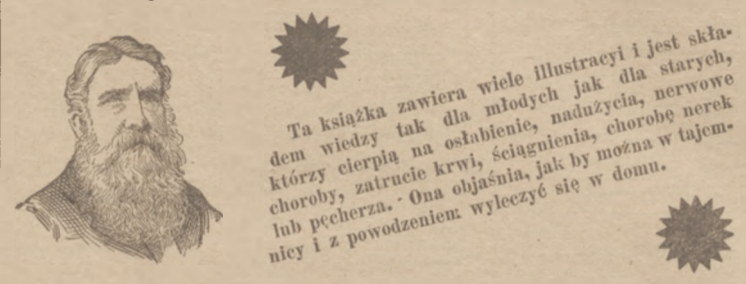 Ta książka zawiera wiele illustracyi i jest skła-
dem wiedzy tak dla młodych jak dla starych,
którzy cierpią na osłabienie, nadużycia, nerwowe
choroby, zatrucie krwi, ściągnienia, chorobę nerek
lub pęcherza. - Ona objaśnia, jak by można w tajem-
nicy i z powodzeniem wyleczyć się w domu.